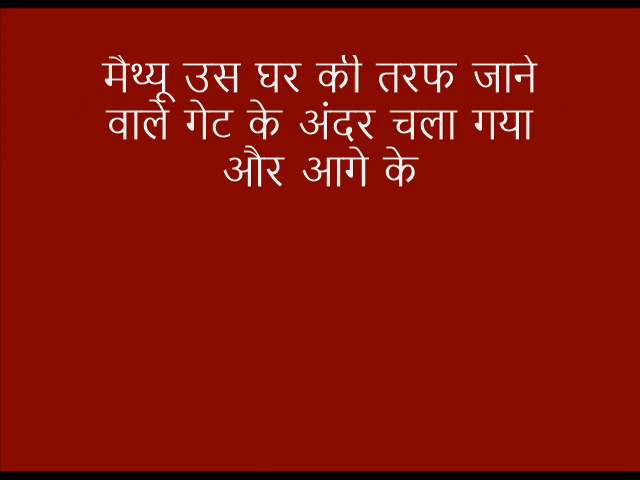 मैथ्यू उस घर की तरफ जाने
वाले गेट के अंदर चला गया
और आगे के